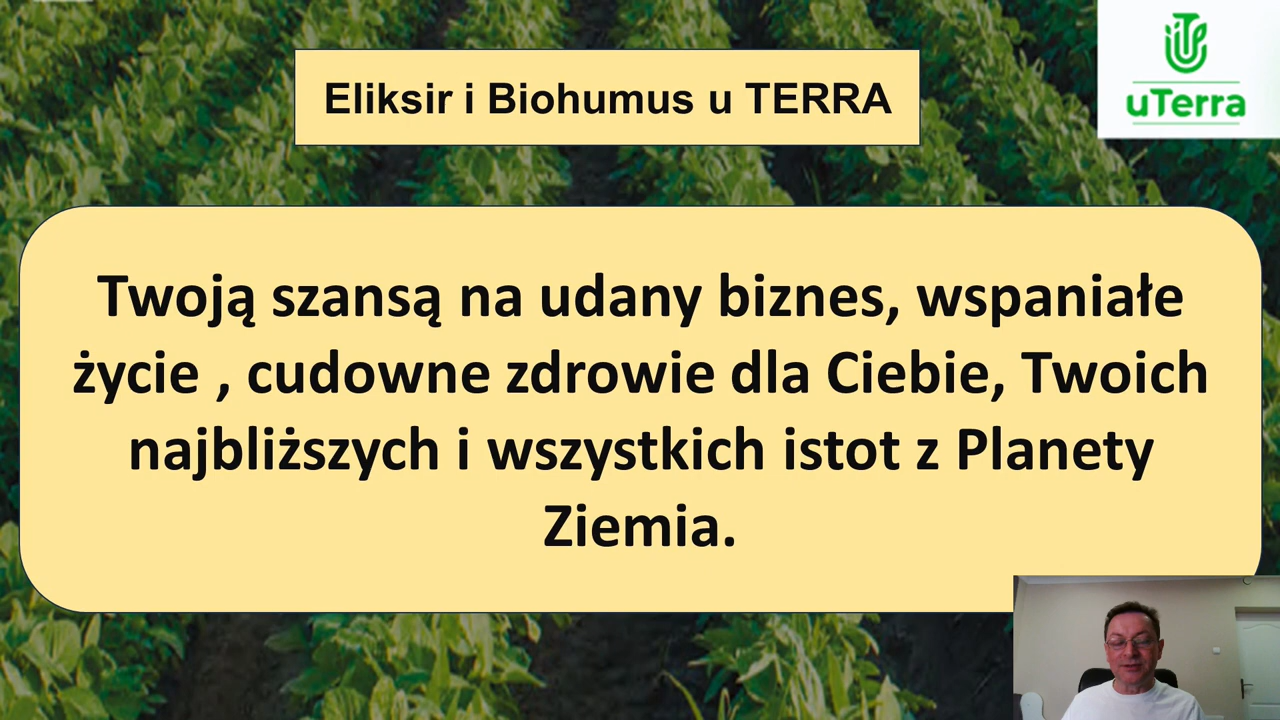 Eliksir i Biohumus u TERRA
uTerra
Twoją szansą na udany biznes, wspaniałe
życie , cudowne zdrowie dla Ciebie, Twoich
najbliższych i wszystkich istot z Planety
Ziemia.